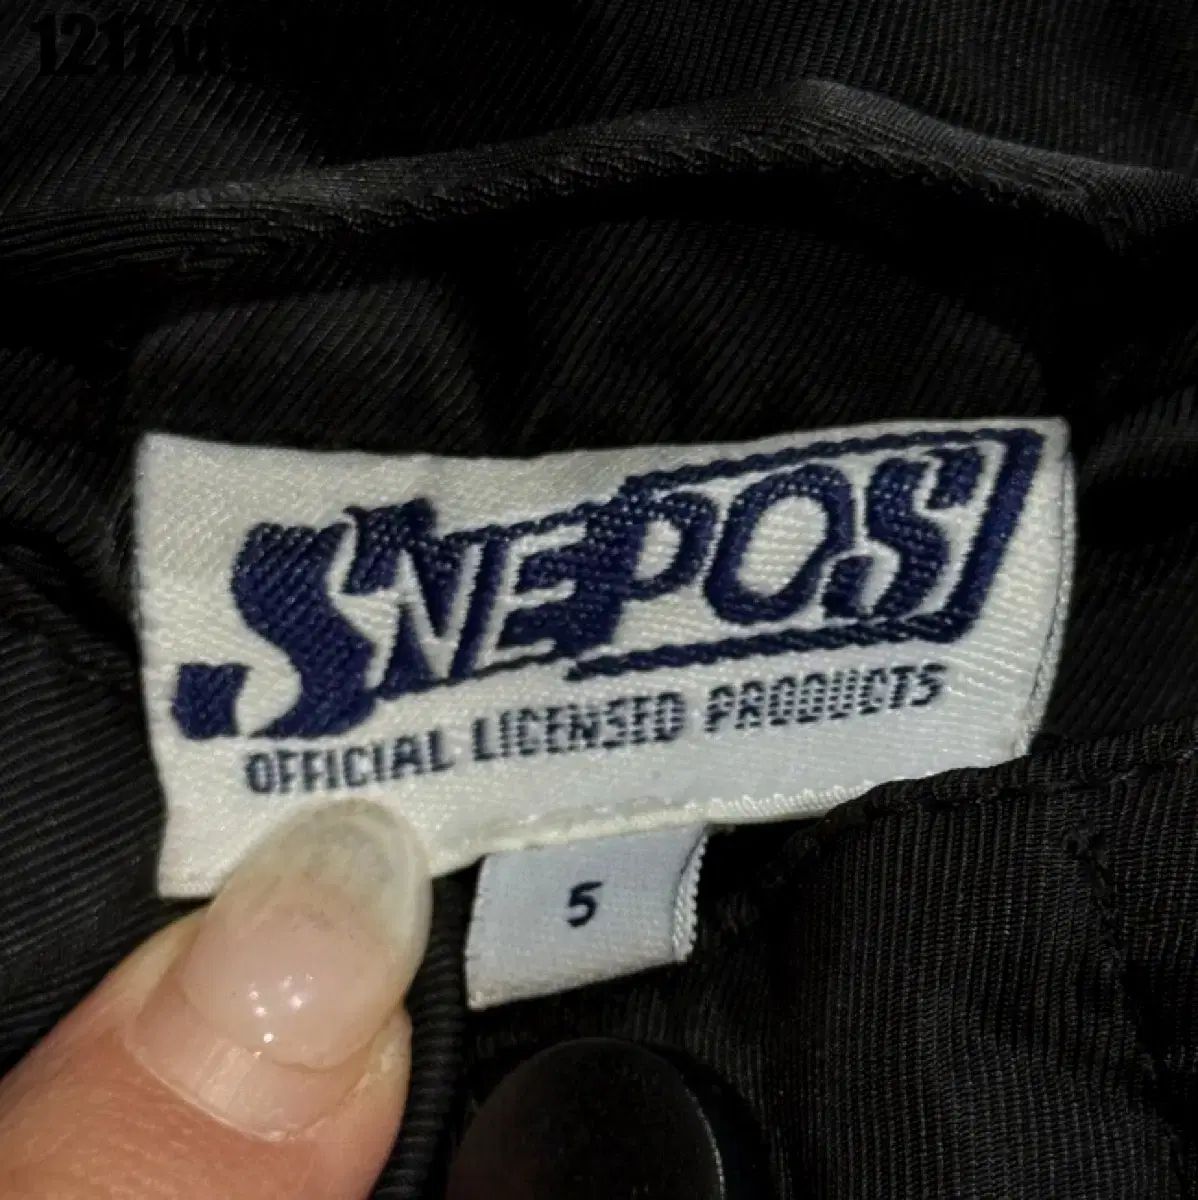 SNEPOS
OFFICIAL LICENSED PRODUCTS
5